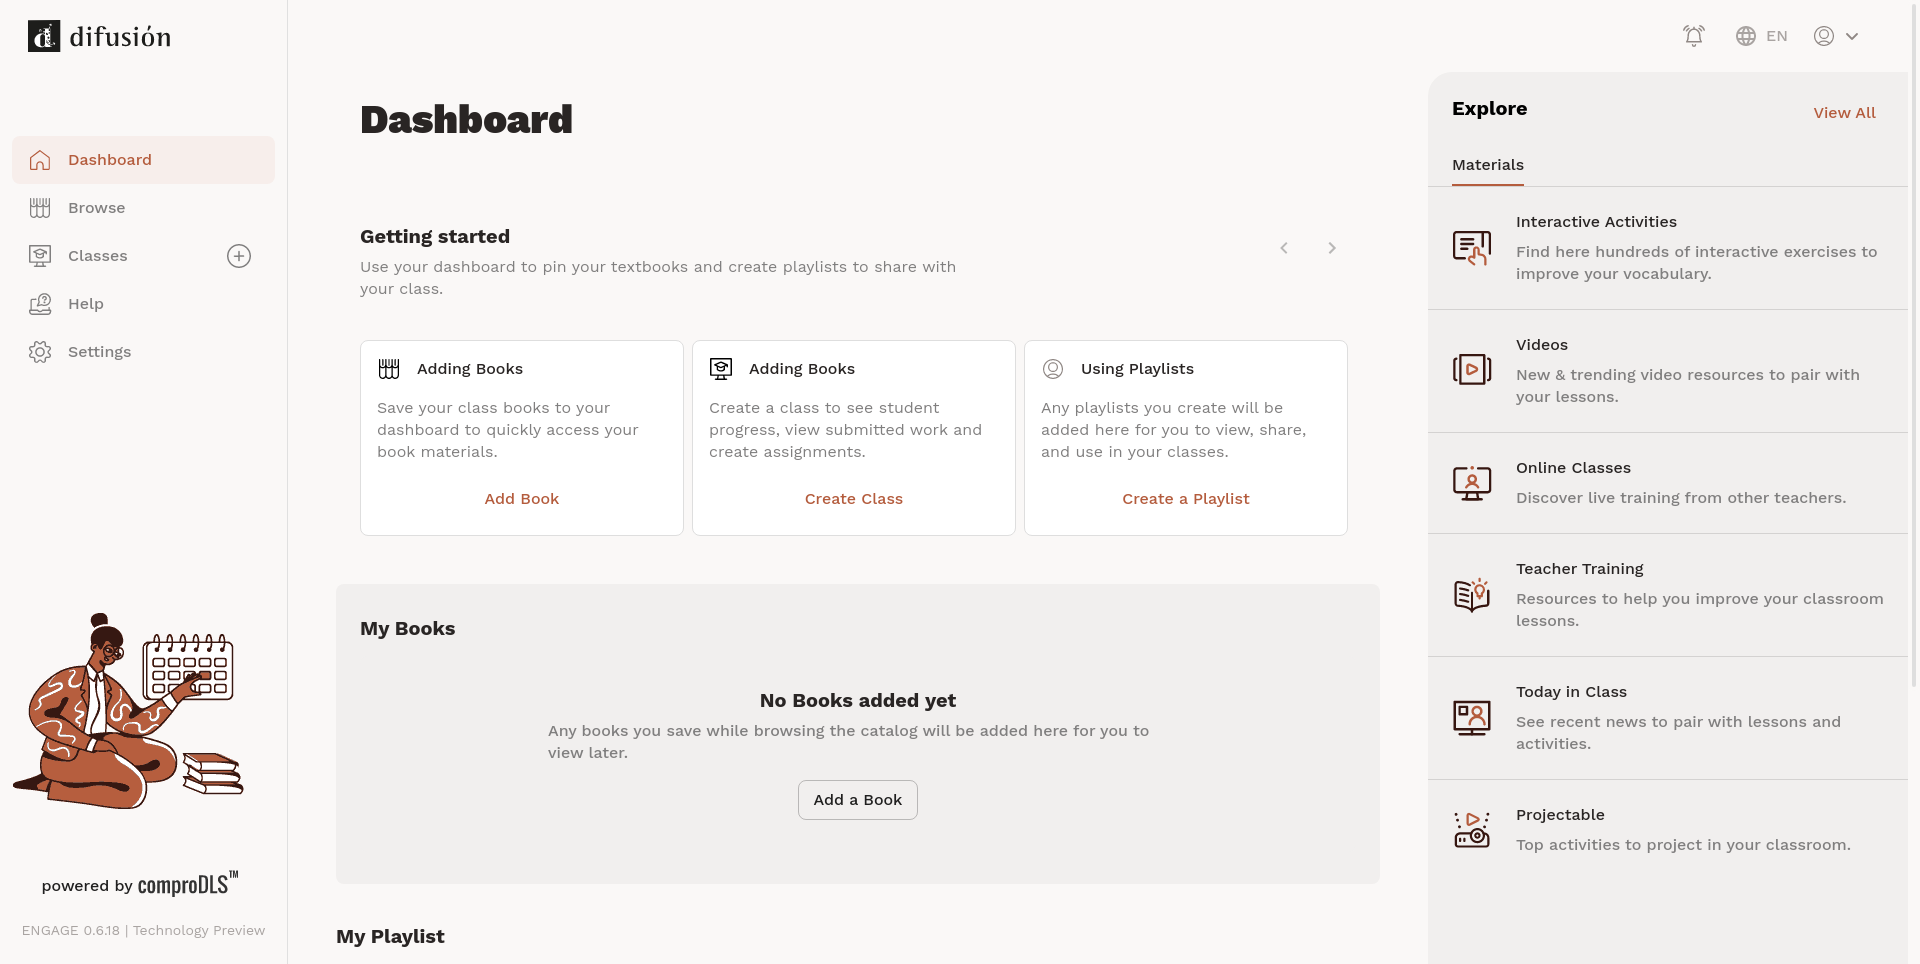 difusión
EN
Dashboard
Browse
Classes
Help
Settings
powered by comproDLS™
ENGAGE 0.6.18 | Technology Preview
Dashboard
Getting started
Use your dashboard to pin your textbooks and create playlists to share with
your class.
Adding Books
Save your class books to your
dashboard to quickly access your
book materials.
Add Book
Adding Books
Create a class to see student
progress, view submitted work and
create assignments.
Create Class
Using Playlists
Any playlists you create will be
added here for you to view, share,
and use in your classes.
Create a Playlist
My Books
No Books added yet
Any books you save while browsing the catalog will be added here for you to
view later.
Add a Book
My Playlist
Explore
View All
Materials
Interactive Activities
Find here hundreds of interactive exercises to
improve your vocabulary.
Videos
New & trending video resources to pair with
your lessons.
Online Classes
Discover live training from other teachers.
Teacher Training
Resources to help you improve your classroom
lessons.
Today in Class
See recent news to pair with lessons and
activities.
Projectable
Top activities to project in your classroom.